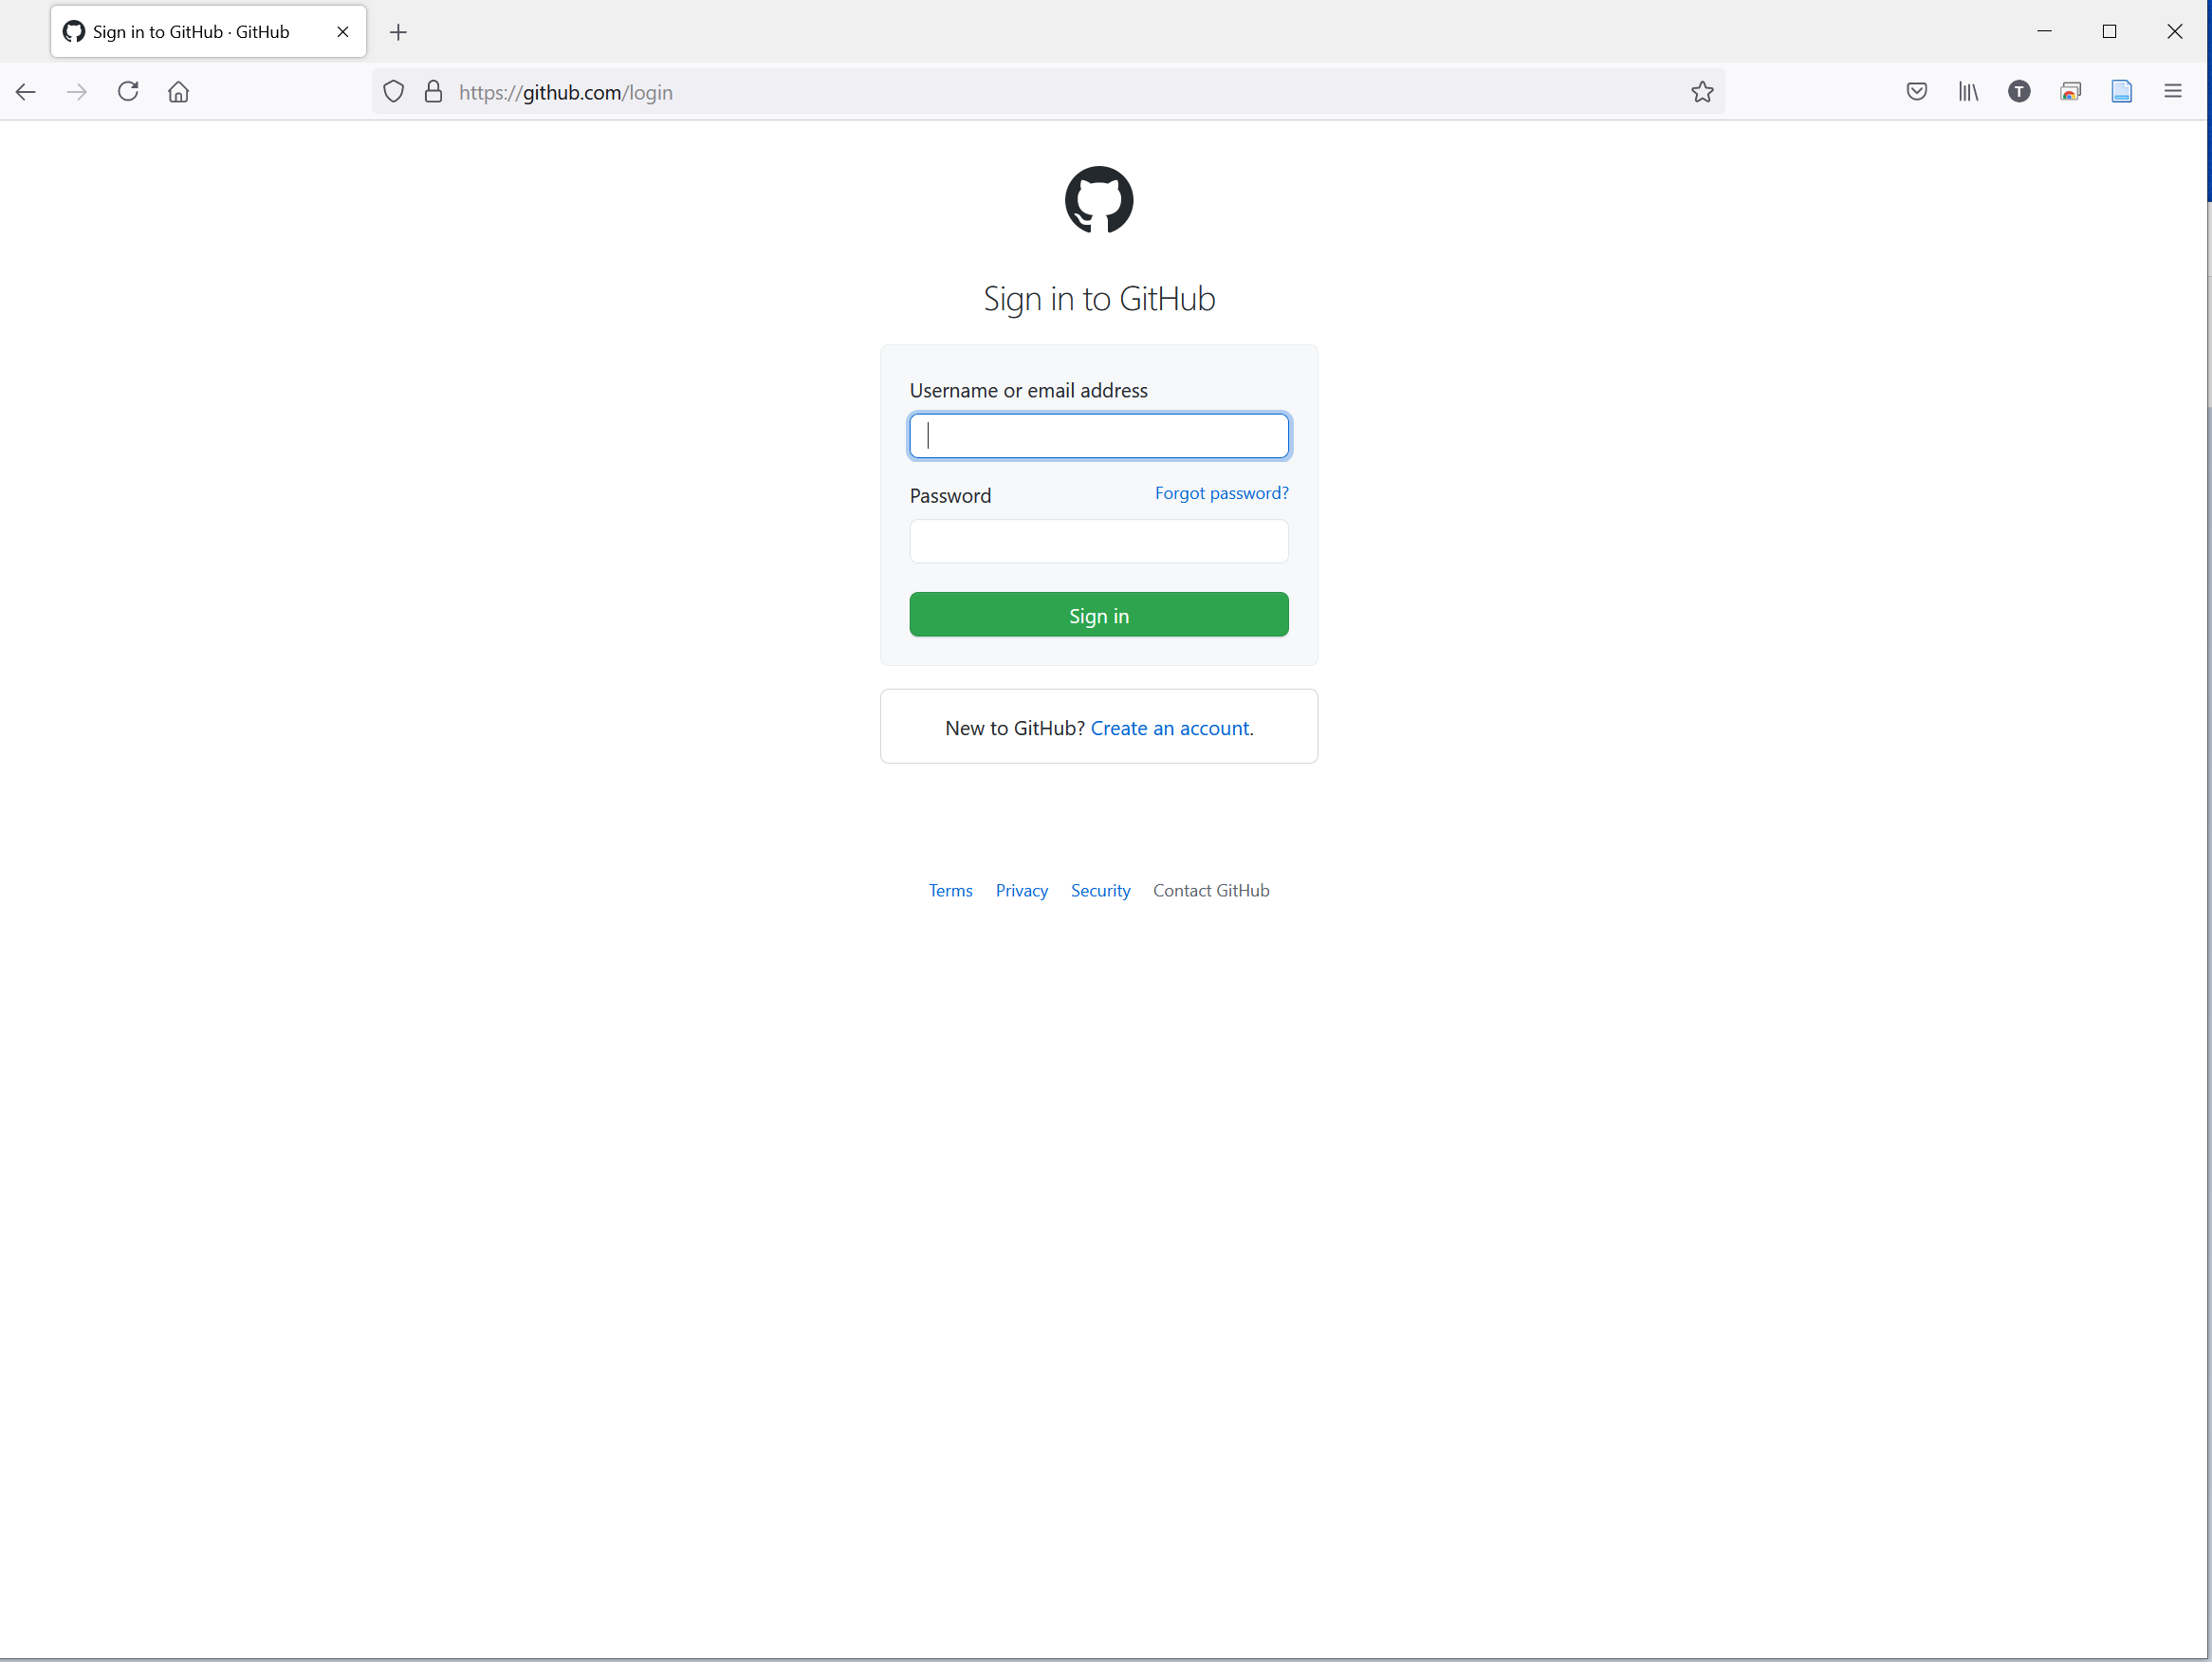 Sign in to GitHub · GitHub
https://github.com/login
T
Sign in to GitHub
Username or email address
Password
Forgot password?
Sign in
New to GitHub? Create an account.
Terms Privacy Security Contact GitHub